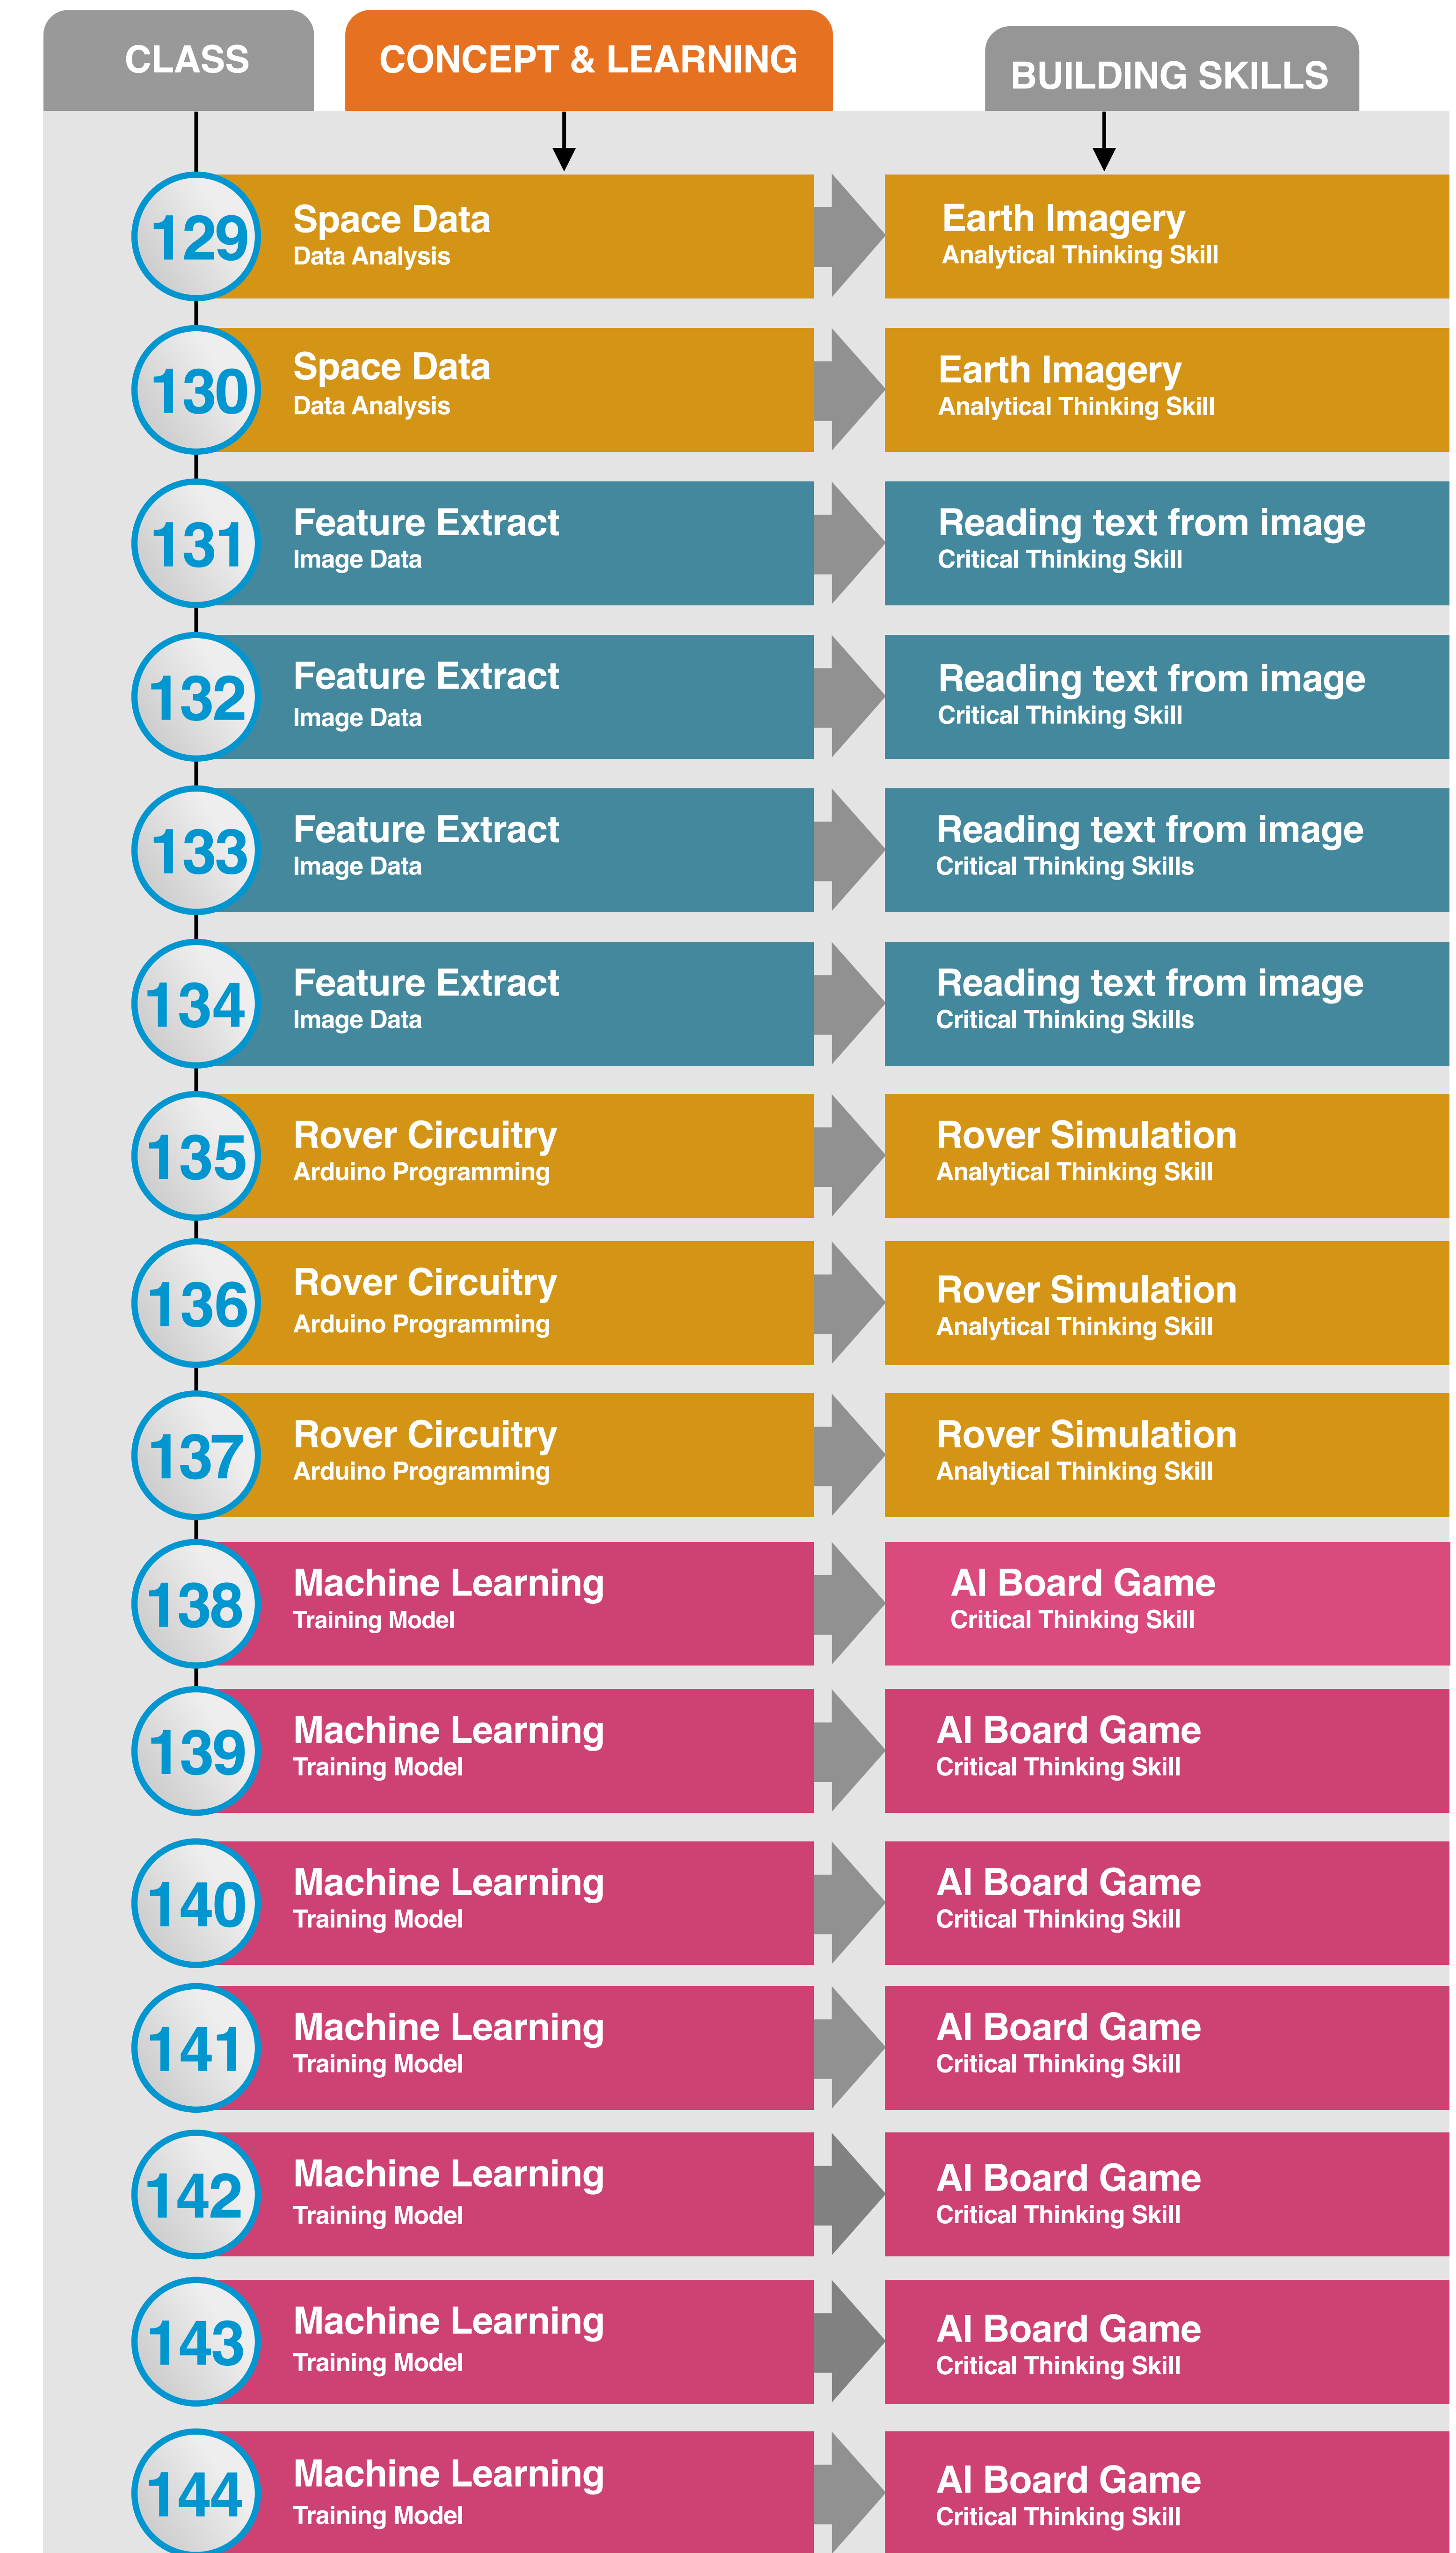 CLASS
CONCEPT & LEARNING
BUILDING SKILLS
129
Space Data
Data Analysis
Earth Imagery
Analytical Thinking Skill
130
Space Data
Data Analysis
Earth Imagery
Analytical Thinking Skill
131
Feature Extract
Image Data
Reading text from image
Critical Thinking Skill
132
Feature Extract
Image Data
Reading text from image
Critical Thinking Skill
133
Feature Extract
Image Data
Reading text from image
Critical Thinking Skills
134
Feature Extract
Image Data
Reading text from image
Critical Thinking Skills
135
Rover Circuitry
Arduino Programming
Rover Simulation
Analytical Thinking Skill
136
Rover Circuitry
Arduino Programming
Rover Simulation
Analytical Thinking Skill
137
Rover Circuitry
Arduino Programming
Rover Simulation
Analytical Thinking Skill
138
Machine Learning
Training Model
AI Board Game
Critical Thinking Skill
139
Machine Learning
Training Model
AI Board Game
Critical Thinking Skill
140
Machine Learning
Training Model
AI Board Game
Critical Thinking Skill
141
Machine Learning
Training Model
AI Board Game
Critical Thinking Skill
142
Machine Learning
Training Model
AI Board Game
Critical Thinking Skill
143
Machine Learning
Training Model
AI Board Game
Critical Thinking Skill
144
Machine Learning
Training Model
AI Board Game
Critical Thinking Skill